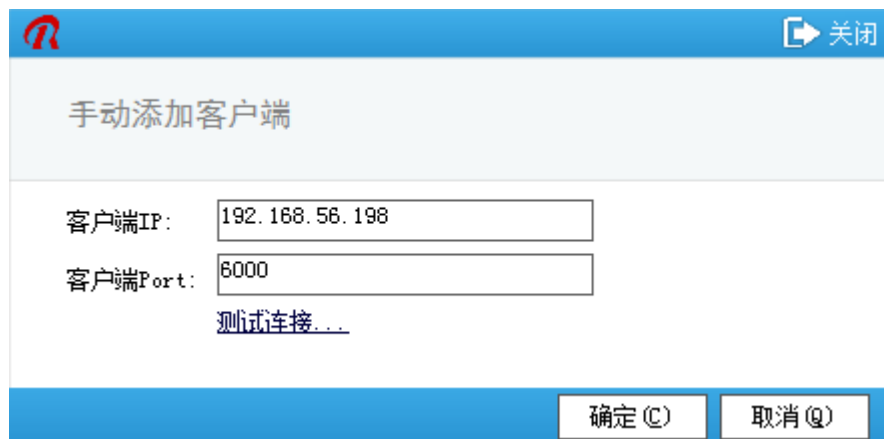 关闭
手动添加客户端
客户端IP: 192.168.56.198
客户端Port: 6000
测试连接...
确定(C) 取消(Q)